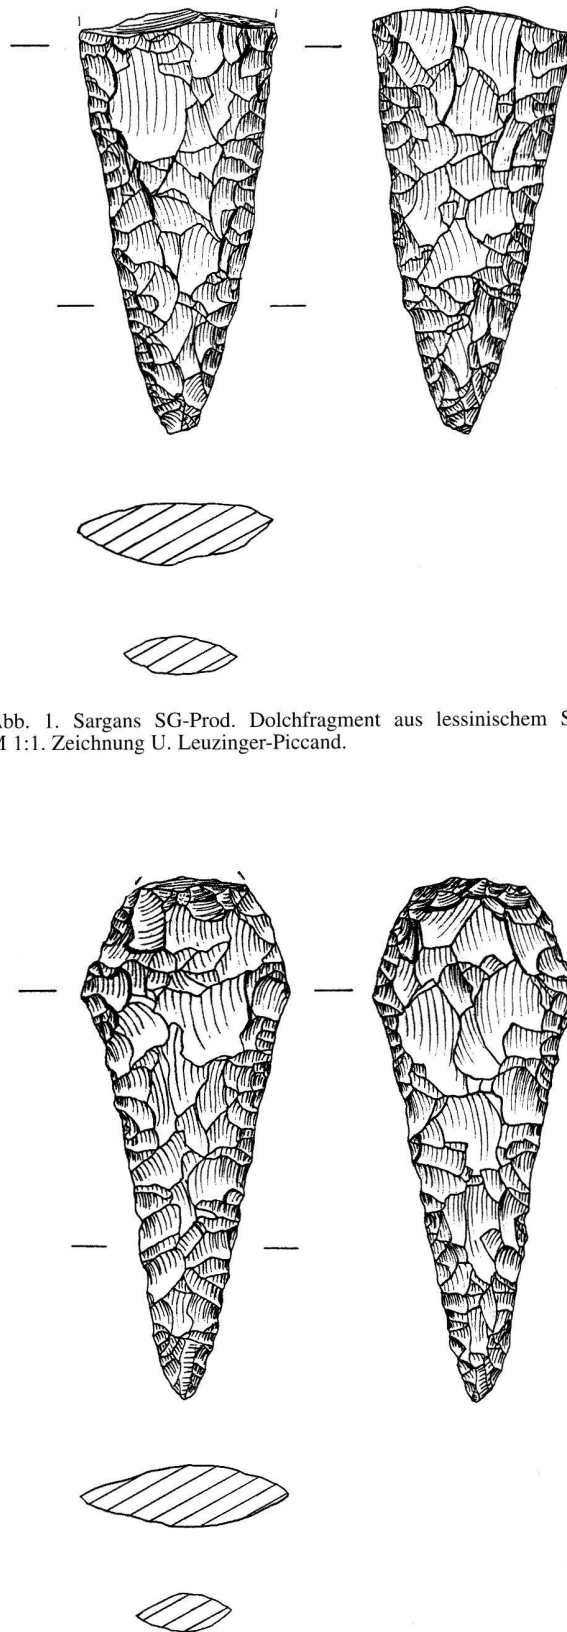 Abb. 1. Sargans SG-Prod. Dolchfragment aus lessinischem
M 1:1. Zeichnung U. Leuzinger-Piccand.